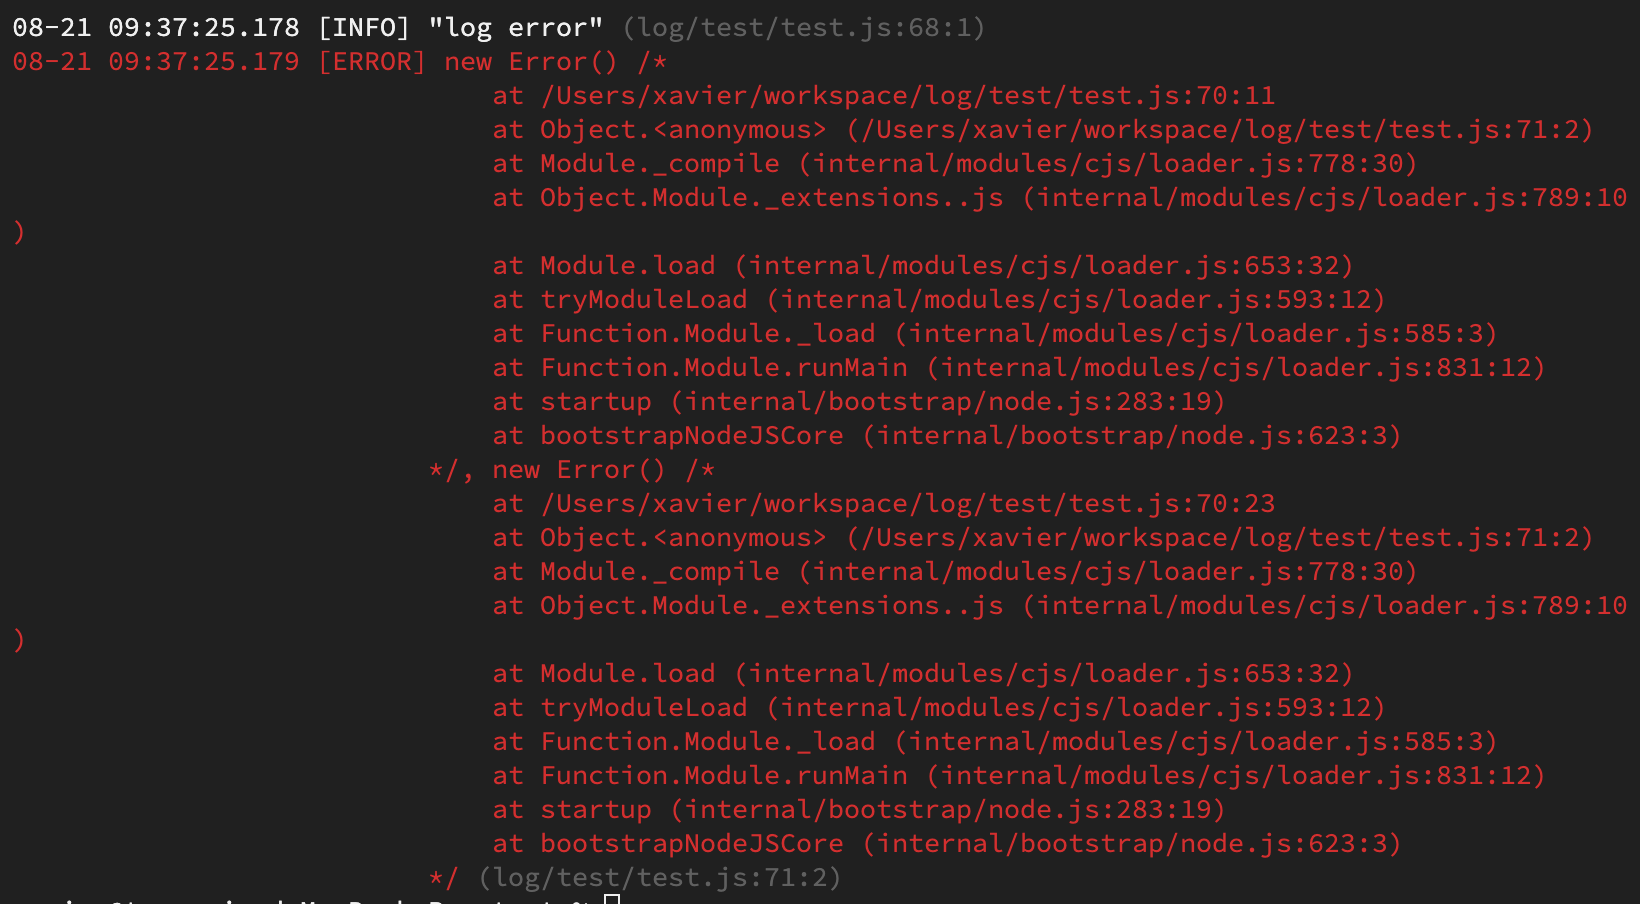 08-21 09:37:25.178 [INFO] "log error" (log/test/test.js:68:1)
08-21 09:37:25.179 [ERROR] new Error() /*
at /Users/xavier/workspace/log/test/test.js:70:11
at Object.<anonymous> (/Users/xavier/workspace/log/test/test.js:71:2)
at Module._compile (internal/modules/cjs/loader.js:778:30)
at Object.Module._extensions..js (internal/modules/cjs/loader.js:789:10
)
at Module.load (internal/modules/cjs/loader.js:653:32)
at tryModuleLoad (internal/modules/cjs/loader.js:593:12)
at Function.Module._load (internal/modules/cjs/loader.js:585:3)
at Function.Module.runMain (internal/modules/cjs/loader.js:831:12)
at startup (internal/bootstrap/node.js:283:19)
at bootstrapNodeJSCore (internal/bootstrap/node.js:623:3)
*/, new Error() /*
at /Users/xavier/workspace/log/test/test.js:70:23
at Object.<anonymous> (/Users/xavier/workspace/log/test/test.js:71:2)
at Module._compile (internal/modules/cjs/loader.js:778:30)
at Object.Module._extensions..js (internal/modules/cjs/loader.js:789:10
)
at Module.load (internal/modules/cjs/loader.js:653:32)
at tryModuleLoad (internal/modules/cjs/loader.js:593:12)
at Function.Module._load (internal/modules/cjs/loader.js:585:3)
at Function.Module.runMain (internal/modules/cjs/loader.js:831:12)
at startup (internal/bootstrap/node.js:283:19)
at bootstrapNodeJSCore (internal/bootstrap/node.js:623:3)
*/ (log/test/test.js:71:2)